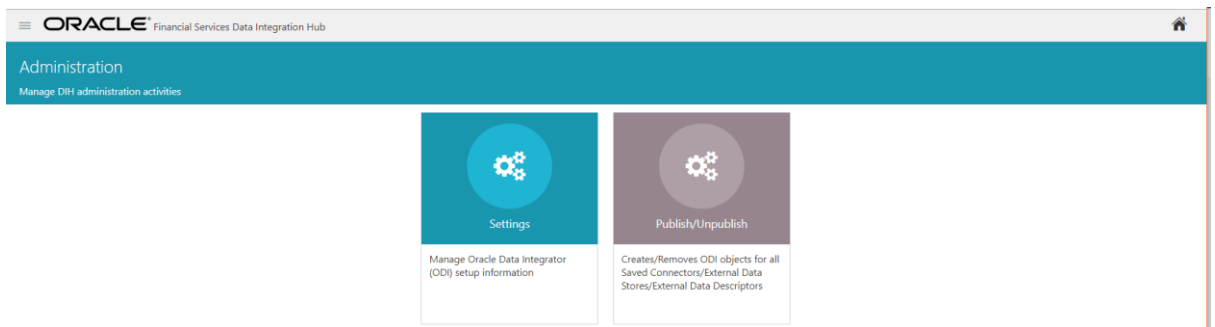 ORACLE® Financial Services Data Integration Hub
Administration
Manage DIH administration activities
Settings
Manage Oracle Data Integrator
(ODI) setup information
Publish/Unpublish
Creates/Removes ODI objects for all
Saved Connectors/External Data
Stores/External Data Descriptors